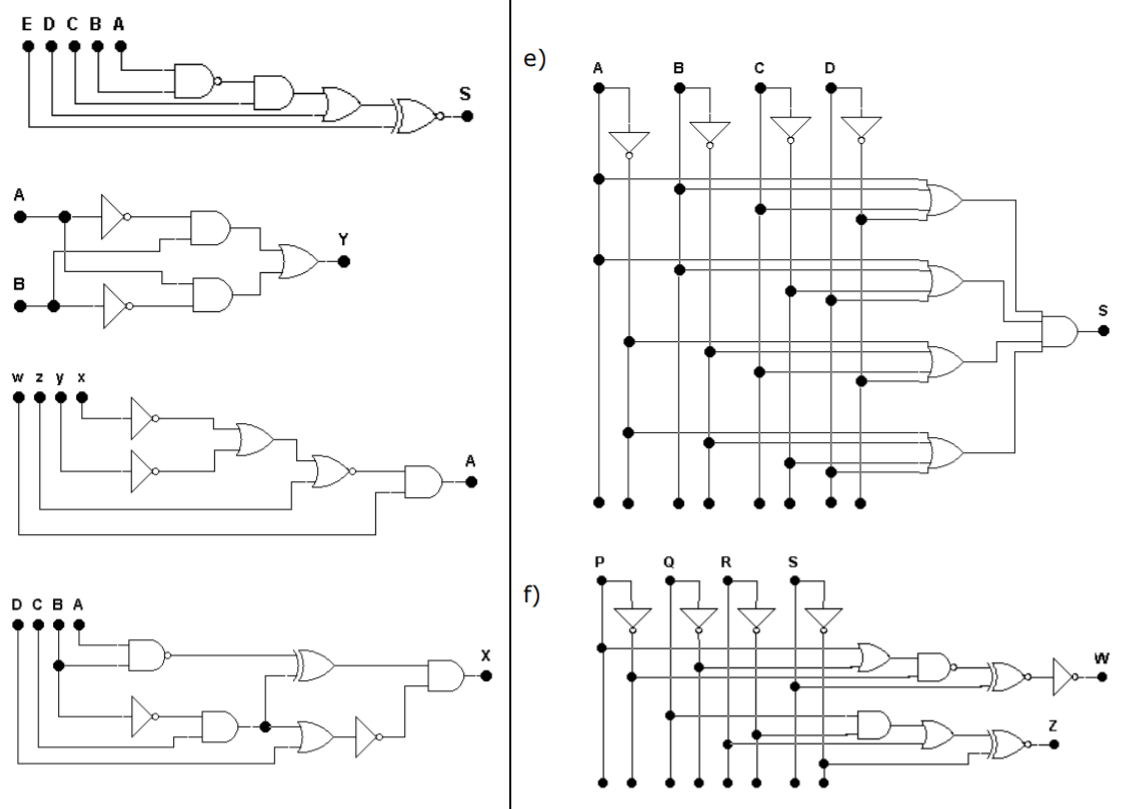 E D C B A
S
A
Y
B
w z y x
A
D C B A
X
e)
A B C D
S
f)
P Q R S
W
Z